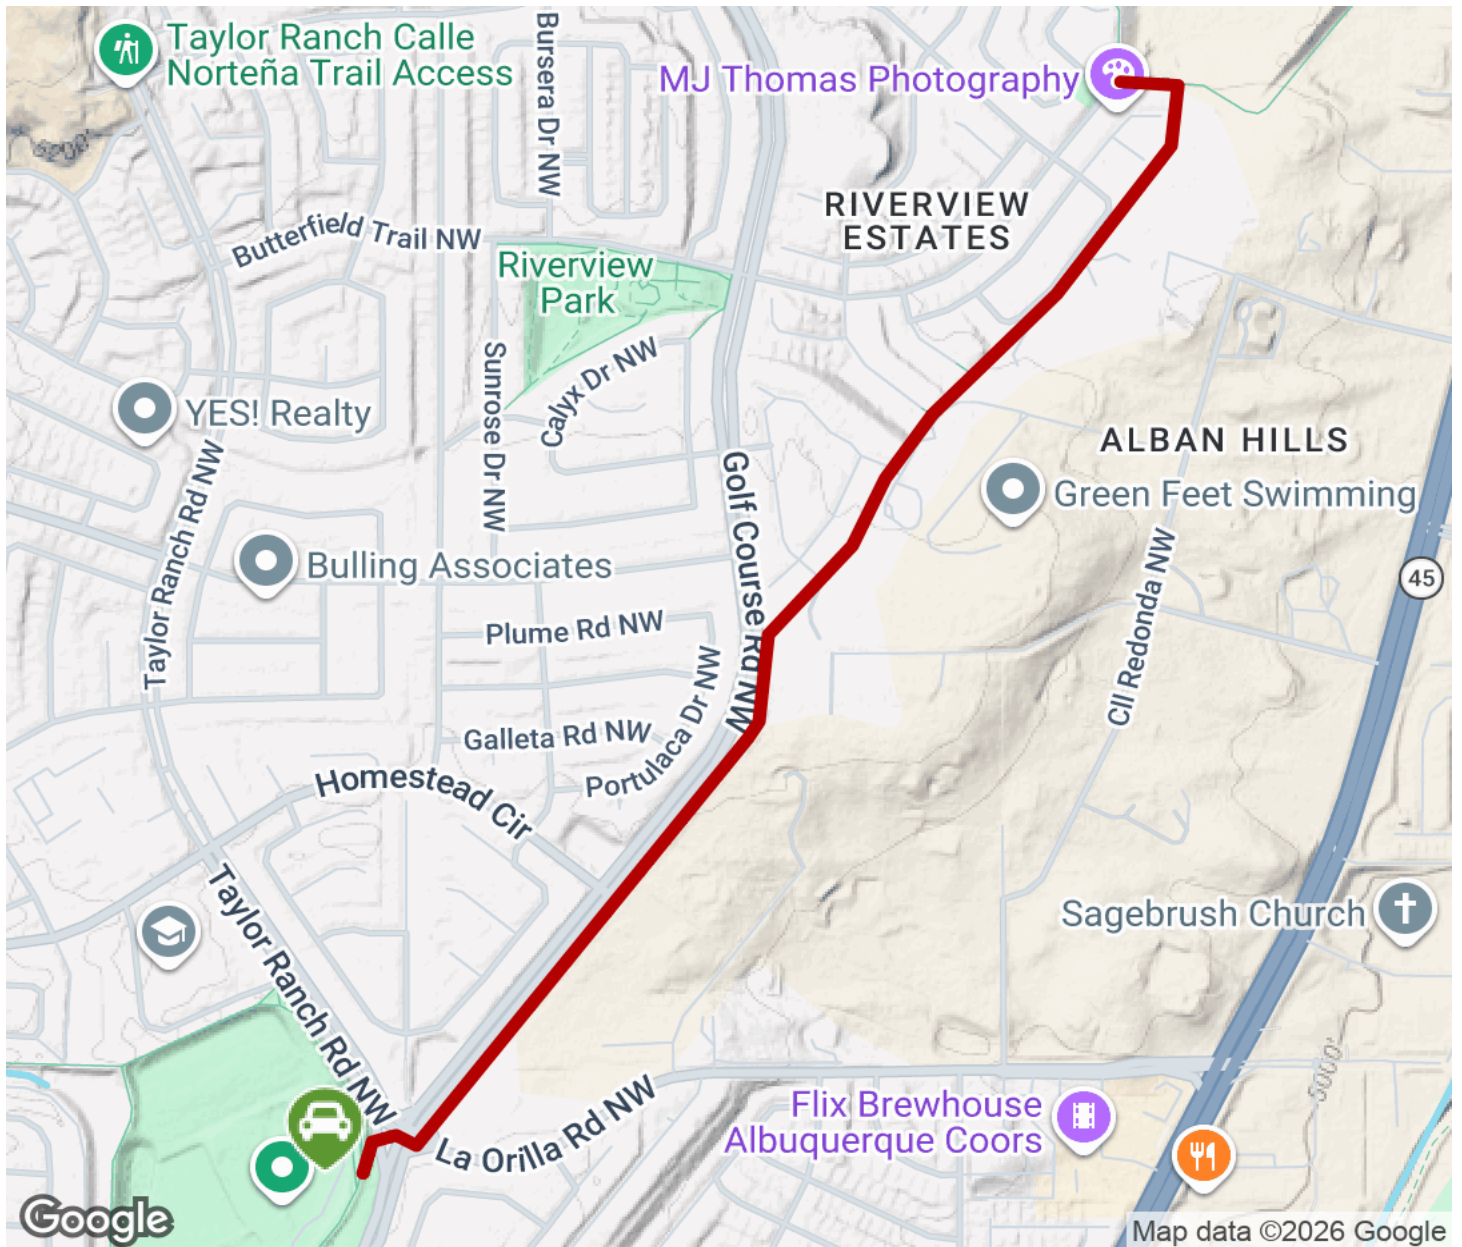 Taylor Ranch Calle
Norteña Trail Access
Bursera Dr NW
MJ Thomas Photography
RIVERVIEW
ESTATES
Butterfield Trail NW
Riverview
Park
Sunrose Dr NW
Calyx Dr NW
YES! Realty
Taylor Ranch Rd NW
Golf Course Rd NW
ALBAN HILLS
Green Feet Swimming
Bulling Associates
45
Plume Rd NW
Cll Redonda NW
Galleta Rd NW
Portulaca Dr NW
Homestead Cir
Taylor Ranch Rd NW
Sagebrush Church
5000'
La Orilla Rd NW
Flix Brewhouse
Albuquerque Coors
Google
Map data ©2026 Google